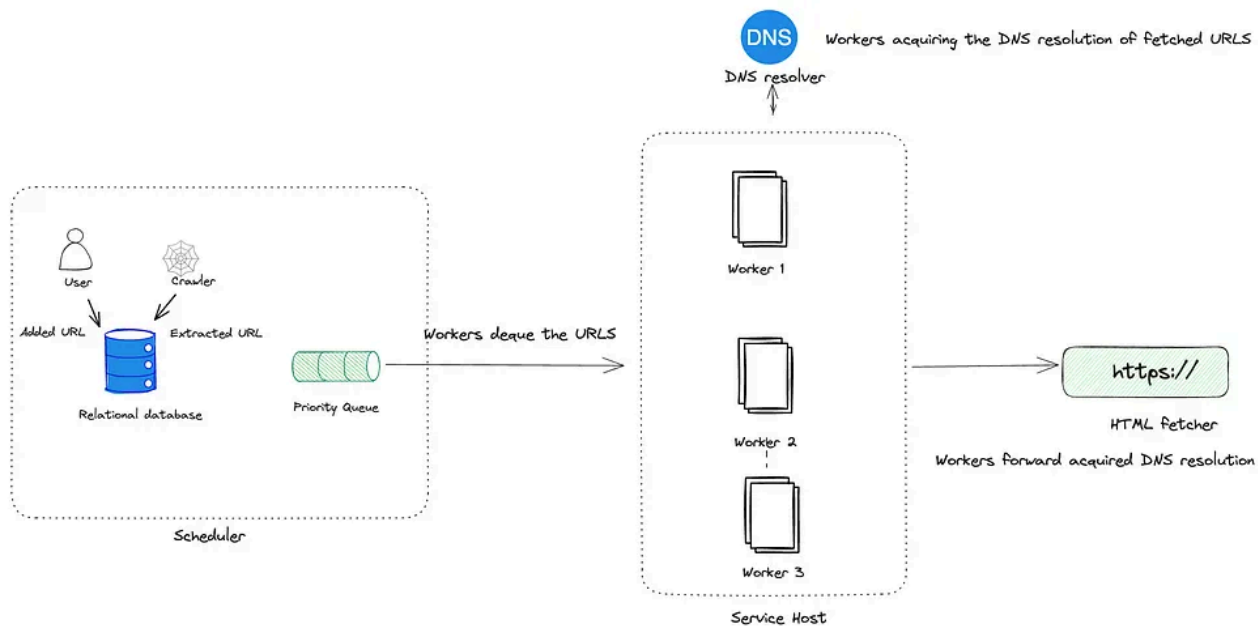 DNS
Workers acquiring the DNS resolution of fetched URLS
DNS resolver
User
Crawler
Added URL
Extracted URL
Relational database
Priority Queue
Scheduler
Workers deque the URLS
Worker 1
Worker 2
Worker 3
Service Host
https://
HTML fetcher
Workers forward acquired DNS resolution